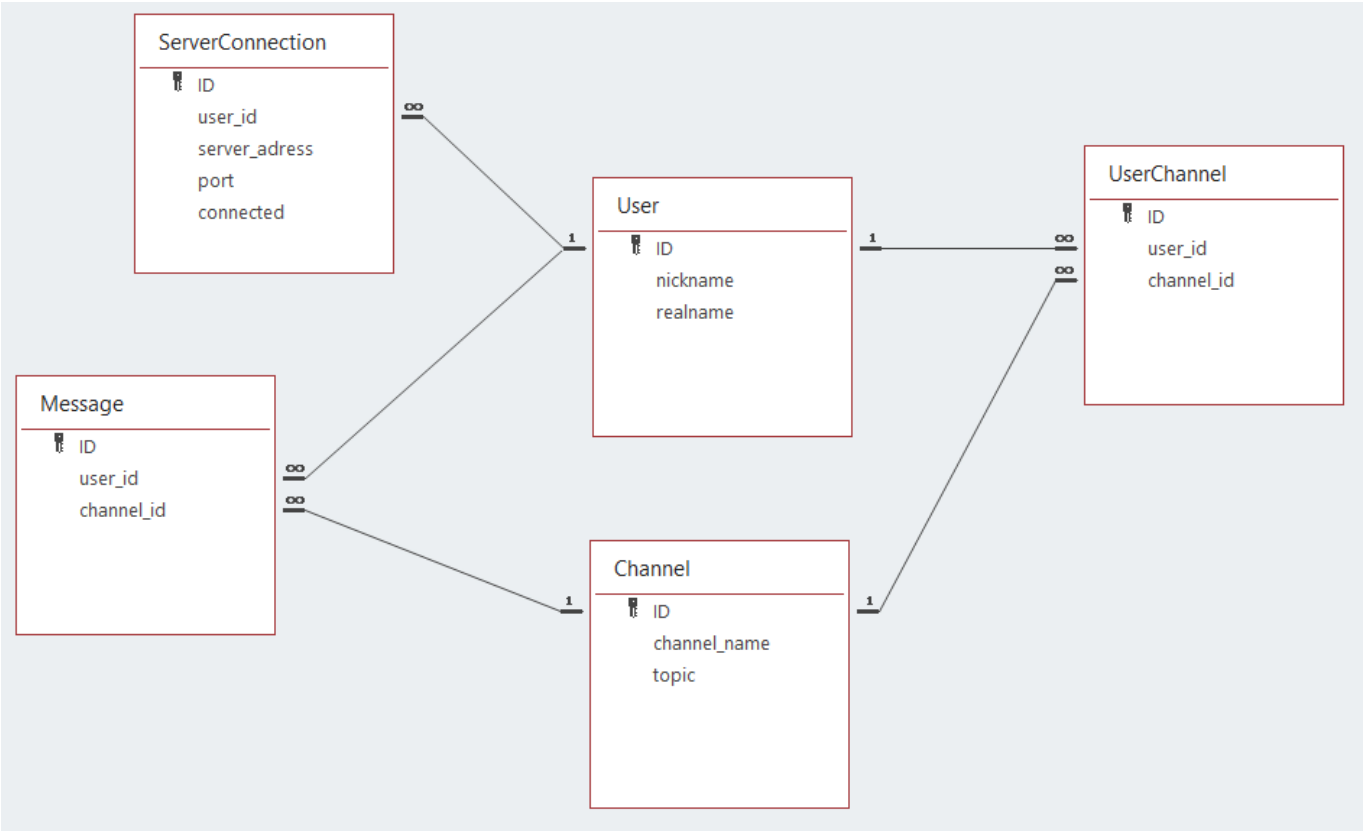 ServerConnection
ID
user_id
server_adress
port
connected
∞
User
1
ID
nickname
realname
1
∞
∞
UserChannel
ID
user_id
channel_id
Message
ID
user_id
channel_id
∞
∞
Channel
1
ID
channel_name
topic
1